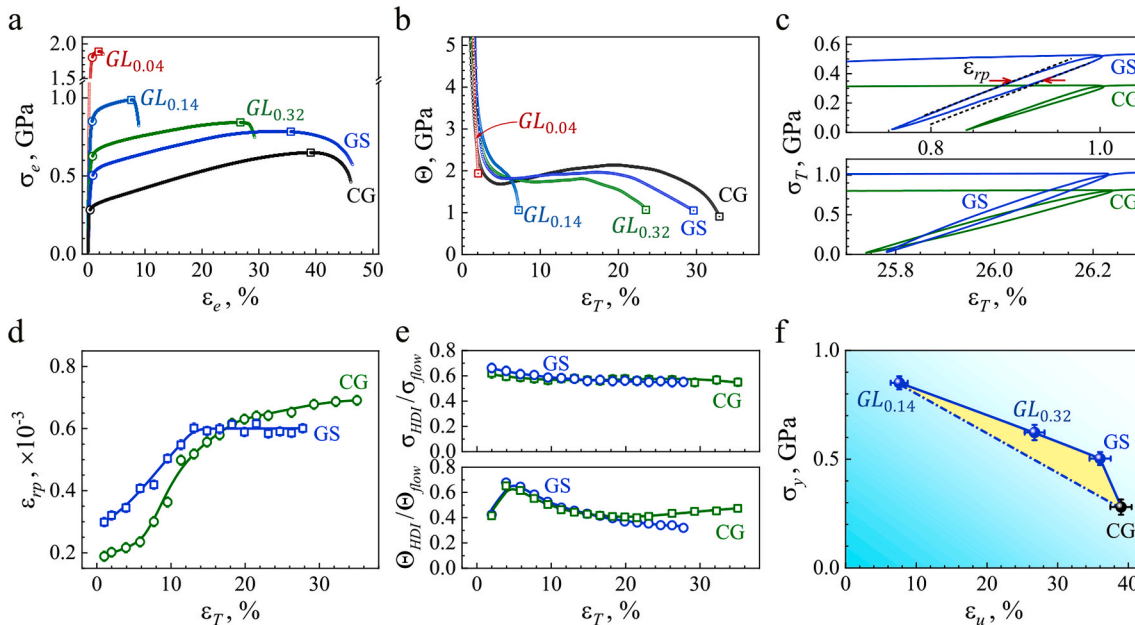 a
σe, GPa
2.0
1.5
1.0
0.5
0.0
0
10
20
30
40
50
εe, %
GL0.04
GL0.14
GL0.32
GS
CG
b
Θ, GPa
5
4
3
2
1
0
0
10
20
30
εT, %
GL0.04
GL0.14
GL0.32
GS
CG
c
σT, GPa
0.6
0.4
0.2
0.0
εrp
GS
CG
0.8
1.0
1.5
1.0
0.5
0.0
GS
CG
25.8
26.0
26.2
εT, %
d
εrp, ×10-3
0.8
0.6
0.4
0.2
CG
GS
0
10
20
30
εT, %
e
σHDI/σflow
0.8
0.6
0.4
0.2
0.0
GS
CG
ΘHDI/Θflow
0.8
0.6
0.4
0.2
0.0
GS
CG
0
10
20
30
εT, %
f
σy, GPa
1.0
0.5
0.0
GL0.14
GL0.32
GS
CG
0
10
20
30
40
εu, %